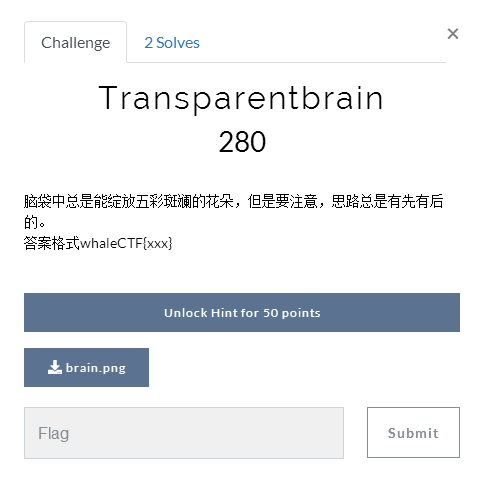 Challenge
2 Solves
×
Transparentbrain
280
脑袋中总是能绽放五彩斑斓的花朵，但是要注意，思路总是有先有后
的。
答案格式whaleCTF{xxx}
Unlock Hint for 50 points
brain.png
Flag
Submit